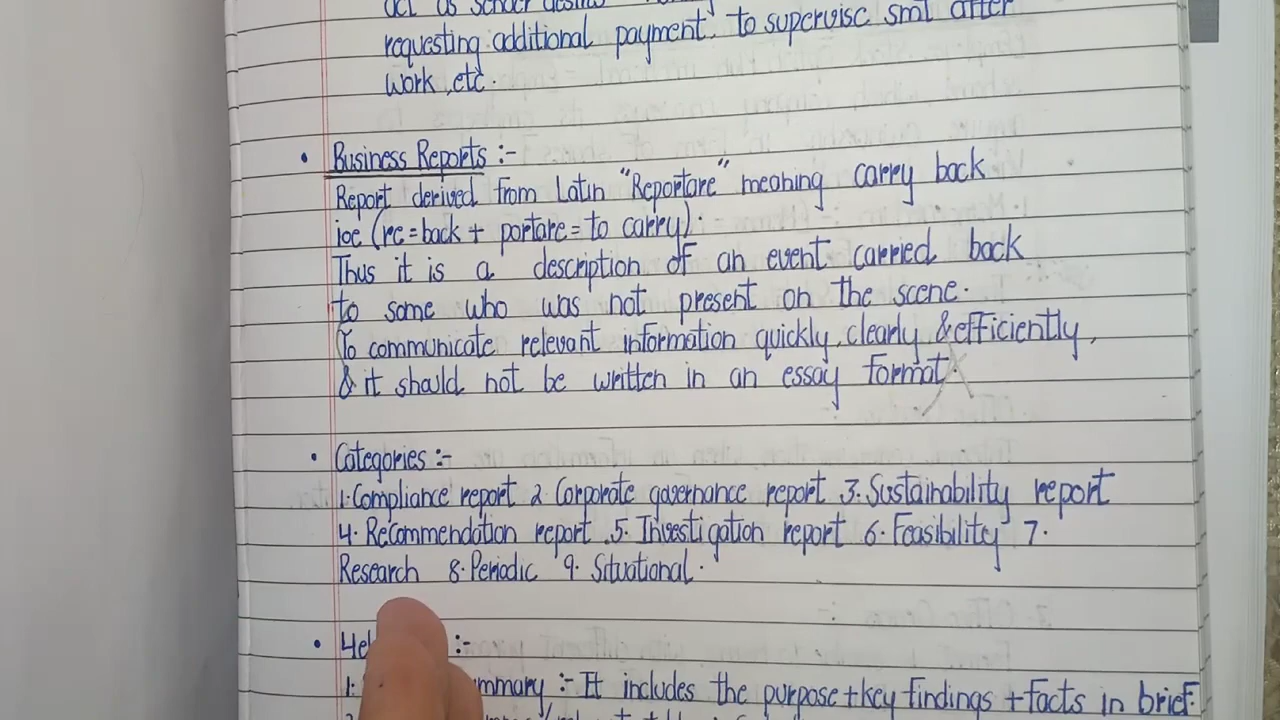 act as
requesting additional payment, to supervise smt after
work, etc.
• Business Reports :-
Report derived from Latin "Reportare" meaning carry back
ioe (re=back + portare = to carry).
Thus it is a description of an event carried back
to some who was not present on the scene.
To communicate relevant information quickly, clearly & efficiently,
& it should not be written in an essay format.
• Categories :-
1. Compliance report 2. Corporate governance report 3. Sustainability report
4. Recommendation report .5. Investigation report 6. Feasibility 7.
Research 8. Periodic 9. Situational.
• :-
1. It includes the purpose + key findings + facts in brief.